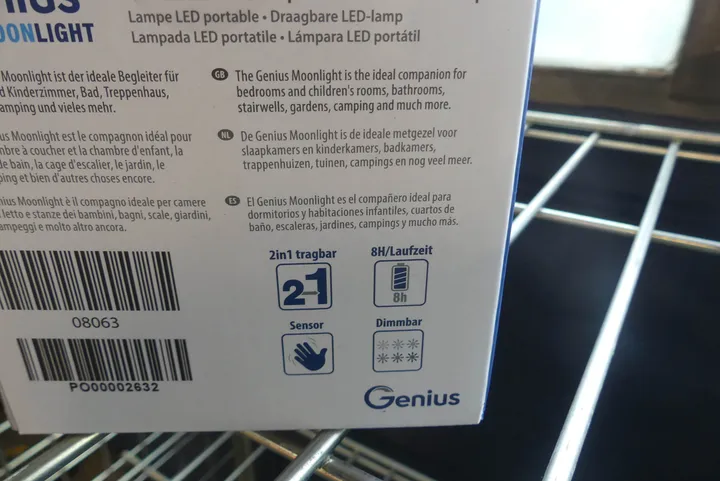 Lampe LED portable • Draagbare LED-lamp
Lampada LED portatile • Lámpara LED portátil
LIGHT
Moonlight ist der ideale Begleiter für
Kinderzimmer, Bad, Treppenhaus,
amping und vieles mehr.
us Moonlight est le compagnon idéal pour
mbre à coucher et la chambre d'enfant, la
de bain, la cage d'escalier, le jardin, le
ping et bien d'autres choses encore.
nius Moonlight è il compagno ideale per camere
letto e stanze dei bambini, bagni, scale, giardini,
ampeggi e molto altro ancora.
GB The Genius Moonlight is the ideal companion for
bedrooms and children's rooms, bathrooms,
stairwells, gardens, camping and much more.
NL De Genius Moonlight is de ideale metgezel voor
slaapkamers en kinderkamers, badkamers,
trappenhuizen, tuinen, campings en nog veel meer.
ES El Genius Moonlight es el compañero ideal para
dormitorios y habitaciones infantiles, cuartos de
baño, escaleras, jardines, campings y mucho más.
2in1 tragbar
2in1
8H/Laufzeit
8h
Sensor
Dimmbar
08063
PO00002632
Genius